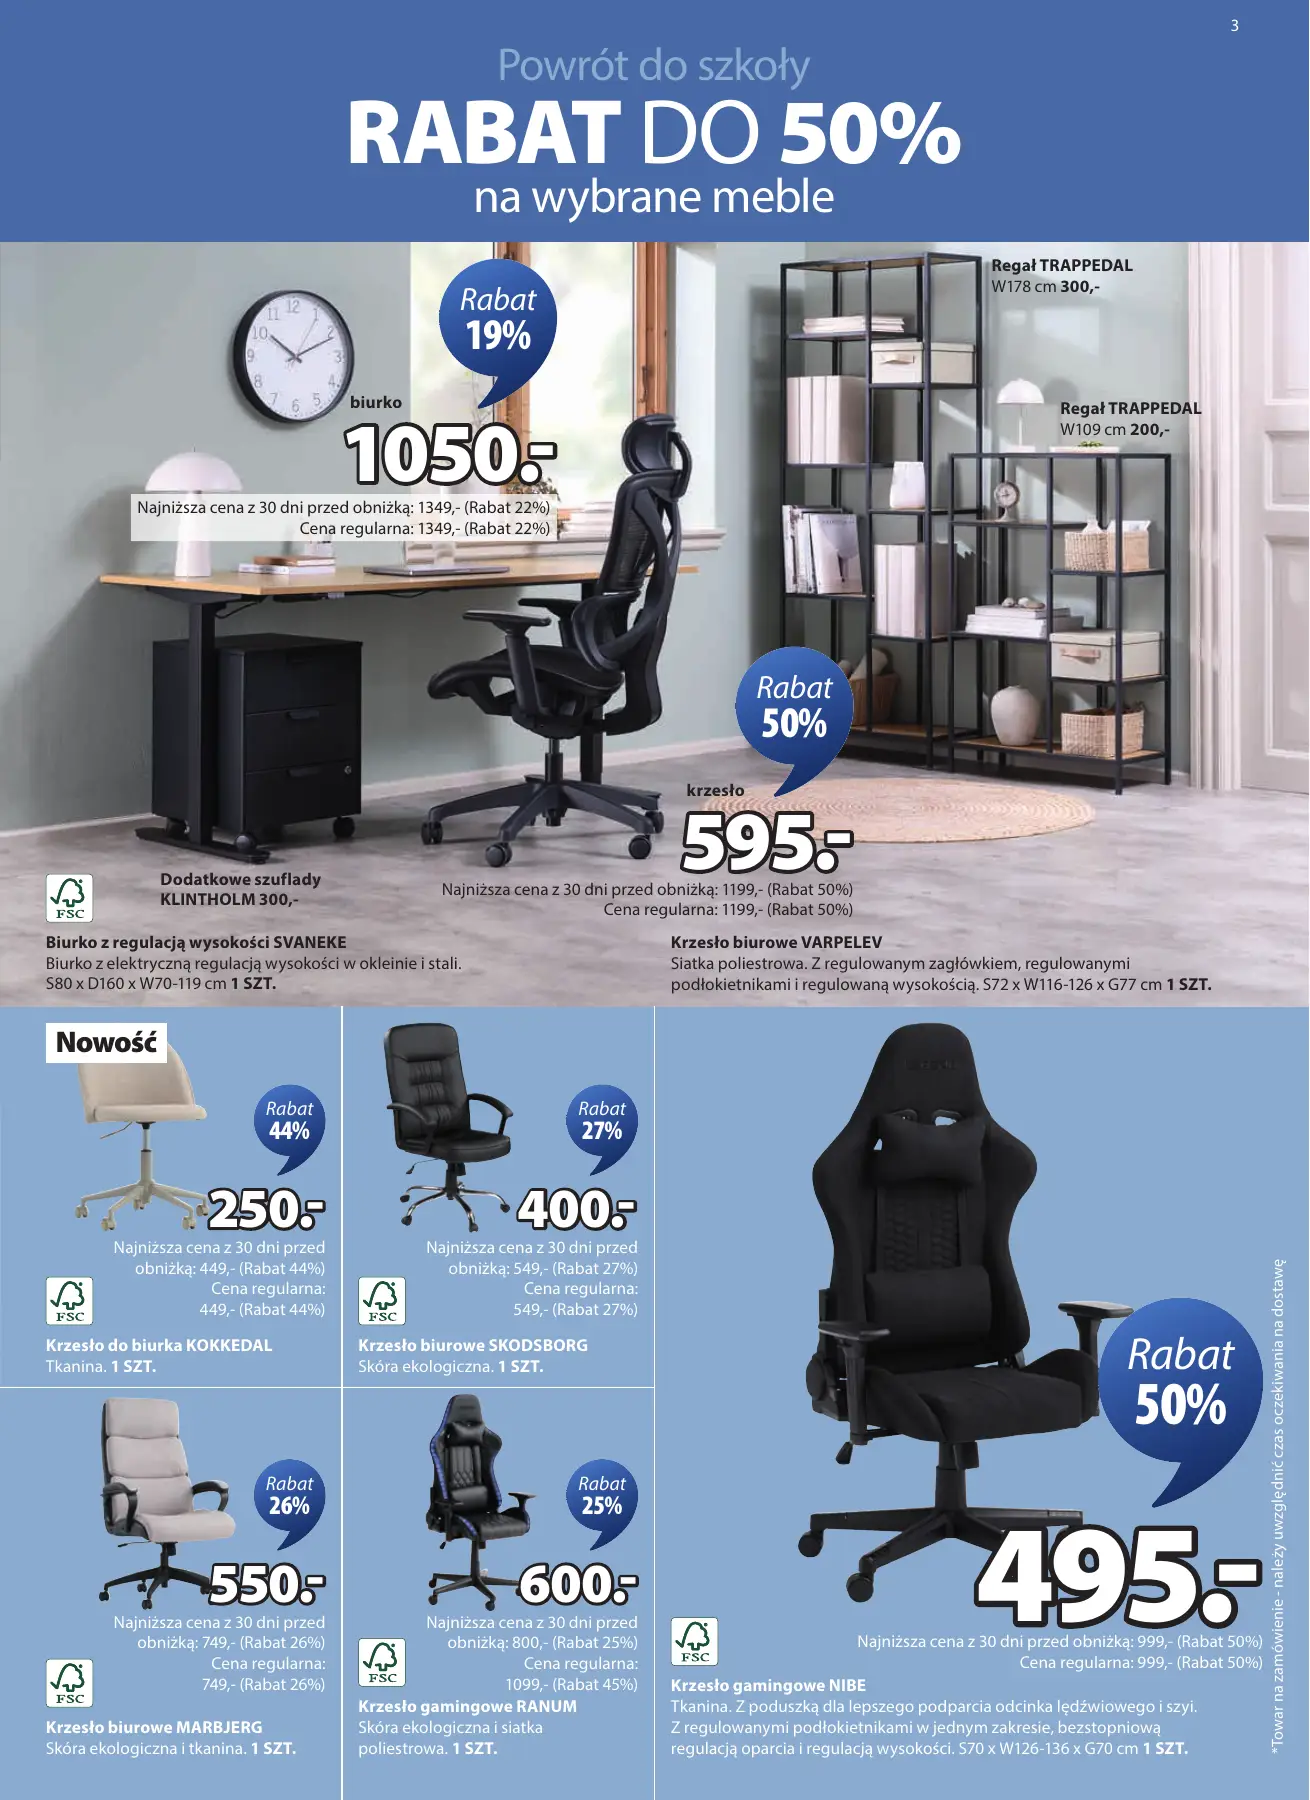 3
Powrót do szkoły
RABAT DO 50%
na wybrane meble
Rabat
19%
biurko
1050.-
Najniższa cena z 30 dni przed obniżką: 1349,- (Rabat 22%)
Cena regularna: 1349,- (Rabat 22%)
Regał TRAPPEDAL
W178 cm 300,-
Regał TRAPPEDAL
W109 cm 200,-
Rabat
50%
krzesło
595.-
Najniższa cena z 30 dni przed obniżką: 1199,- (Rabat 50%)
Cena regularna: 1199,- (Rabat 50%)
Dodatkowe szuflady
KLINTHOLM 300,-
FSC
Biurko z regulacją wysokości SVANEKE
Biurko z elektryczną regulacją wysokości w okleinie i stali.
S80 x D160 x W70-119 cm 1 SZT.
Krzesło biurowe VARPELEV
Siatka poliestrowa. Z regulowanym zagłówkiem, regulowanymi
podłokietnikami i regulowaną wysokością. S72 x W116-126 x G77 cm 1 SZT.
Nowość
Rabat
44%
250.-
Najniższa cena z 30 dni przed
obniżką: 449,- (Rabat 44%)
Cena regularna:
449,- (Rabat 44%)
FSC
Krzesło do biurka KOKKEDAL
Tkanina. 1 SZT.
Rabat
27%
400.-
Najniższa cena z 30 dni przed
obniżką: 549,- (Rabat 27%)
Cena regularna:
549,- (Rabat 27%)
FSC
Krzesło biurowe SKODSBORG
Skóra ekologiczna. 1 SZT.
Rabat
26%
550.-
Najniższa cena z 30 dni przed
obniżką: 749,- (Rabat 26%)
Cena regularna:
749,- (Rabat 26%)
FSC
Krzesło biurowe MARBJERG
Skóra ekologiczna i tkanina. 1 SZT.
Rabat
25%
600.-
Najniższa cena z 30 dni przed
obniżką: 800,- (Rabat 25%)
Cena regularna:
1099,- (Rabat 45%)
FSC
Krzesło gamingowe RANUM
Skóra ekologiczna i siatka
poliestrowa. 1 SZT.
Rabat
50%
495.-
Najniższa cena z 30 dni przed obniżką: 999,- (Rabat 50%)
Cena regularna: 999,- (Rabat 50%)
FSC
Krzesło gamingowe NIBE
Tkanina. Z poduszką dla lepszego podparcia odcinka lędźwiowego i szyi.
Z regulowanymi podłokietnikami w jednym zakresie, bezstopniową
regulacją oparcia i regulacją wysokości. S70 x W126-136 x G70 cm 1 SZT.
*Towar na zamówienie - należy uwzględnić czas oczekiwania na dostawę